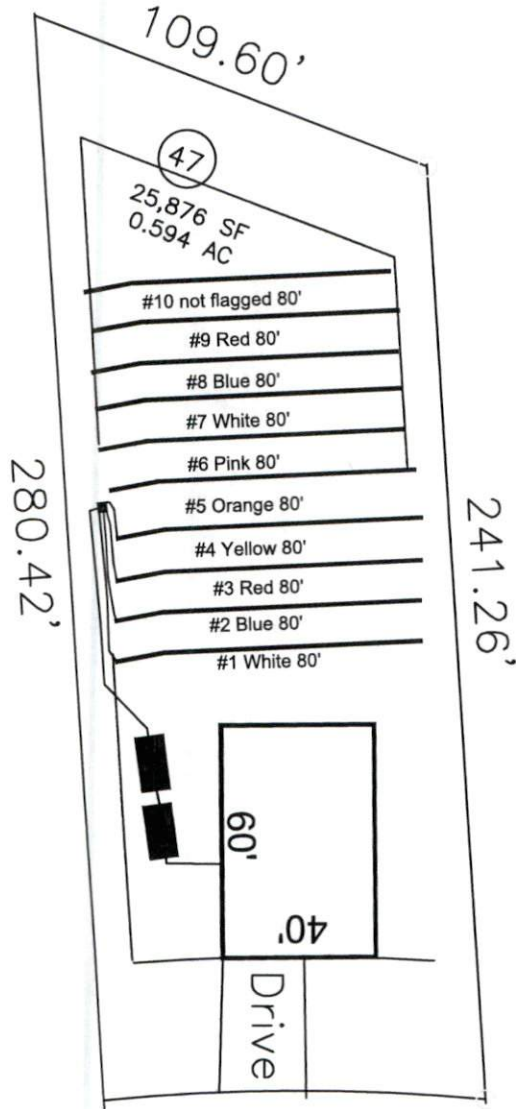 109.60'
47
25,876 SF
0.594 AC
#10 not flagged 80'
#9 Red 80'
#8 Blue 80'
#7 White 80'
#6 Pink 80'
#5 Orange 80'
#4 Yellow 80'
#3 Red 80'
#2 Blue 80'
#1 White 80'
280.42'
241.26'
60'
40'
Drive